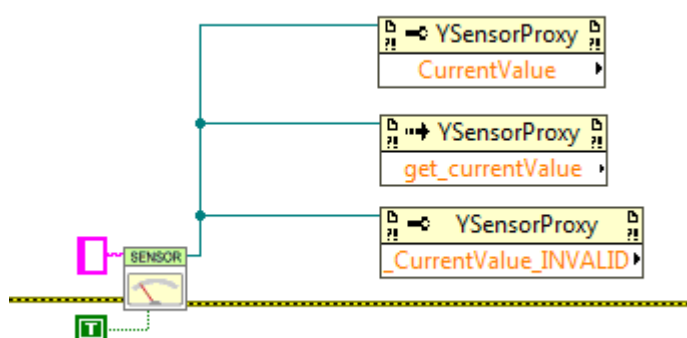 YSensorProxy
CurrentValue
YSensorProxy
get_currentValue
YSensorProxy
_CurrentValue_INVALID
SENSOR
T